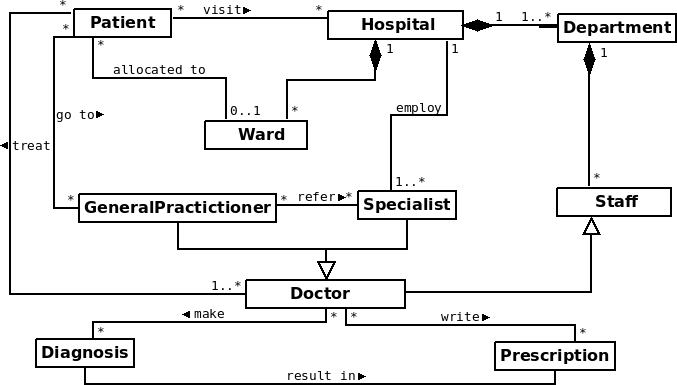 * visit▶ * 1 1..*
Patient Hospital Department
* * 1 1 1
allocated to
go to▶ 0..1 * employ
Ward
◀treat
1..* *
* * refer▶ *
GeneralPractictioner Specialist Staff
1..*
Doctor
◀make * * write▶
* *
Diagnosis Prescription
result in▶